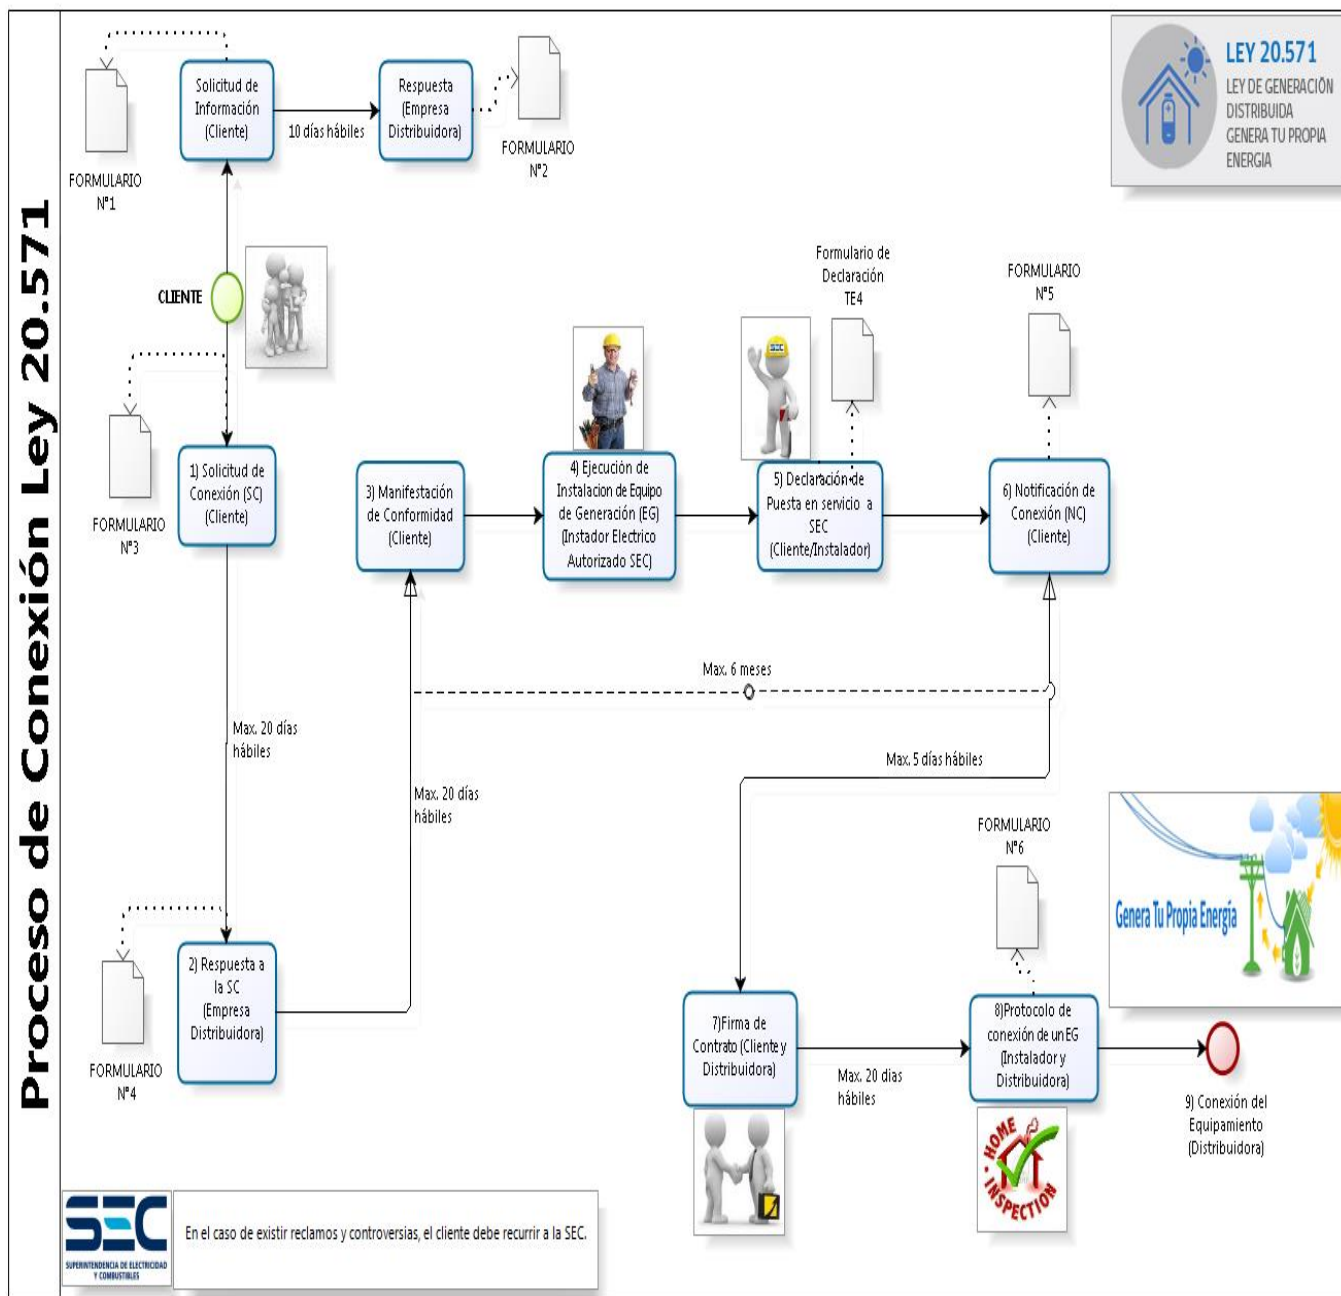 Proceso de Conexión Ley 20.571
LEY 20.571
LEY DE GENERACIÓN
DISTRIBUIDA
GENERA TU PROPIA
ENERGIA
Solicitud de
Información
(Cliente)
10 días hábiles
Respuesta
(Empresa
Distribuidora)
FORMULARIO
N°1
FORMULARIO
N°2
CLIENTE
FORMULARIO
N°3
1) Solicitud de
Conexión (SC)
(Cliente)
3) Manifestación
de Conformidad
(Cliente)
4) Ejecución de
Instalacion de Equipo
de Generación (EG)
(Instador Electrico
Autorizado SEC)
SEC
Formulario de
Declaración
TE4
5) Declaración de
Puesta en servicio a
SEC
(Cliente/Instalador)
FORMULARIO
N°5
6) Notificación de
Conexión (NC)
(Cliente)
Max. 6 meses
Max. 20 días
hábiles
Max. 20 días
hábiles
Max. 5 días hábiles
FORMULARIO
N°4
2) Respuesta a
la SC
(Empresa
Distribuidora)
7)Firma de
Contrato (Cliente y
Distribuidora)
Max. 20 dias
hábiles
FORMULARIO
N°6
8)Protocolo de
conexión de un EG
(Instalador y
Distribuidora)
HOME
INSPECTION
Genera Tu Propia Energía
9) Conexión del
Equipamiento
(Distribuidora)
SEC
SUPERINTENDENCIA DE ELECTRICIDAD
Y COMBUSTIBLES
En el caso de existir reclamos y controversias, el cliente debe recurrir a la SEC.